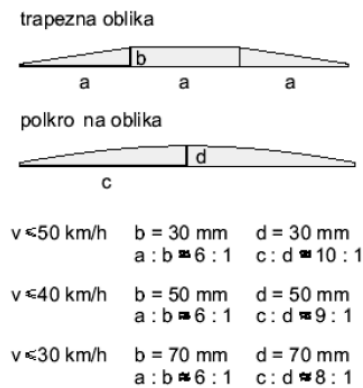 trapezna oblika
b
a a a
polkro na oblika
d
c
v ≤50 km/h b = 30 mm d = 30 mm
a : b ≅ 6 : 1 c : d ≅ 10 : 1
v ≤40 km/h b = 50 mm d = 50 mm
a : b ≅ 6 : 1 c : d ≅ 9 : 1
v ≤30 km/h b = 70 mm d = 70 mm
a : b ≅ 6 : 1 c : d ≅ 8 : 1